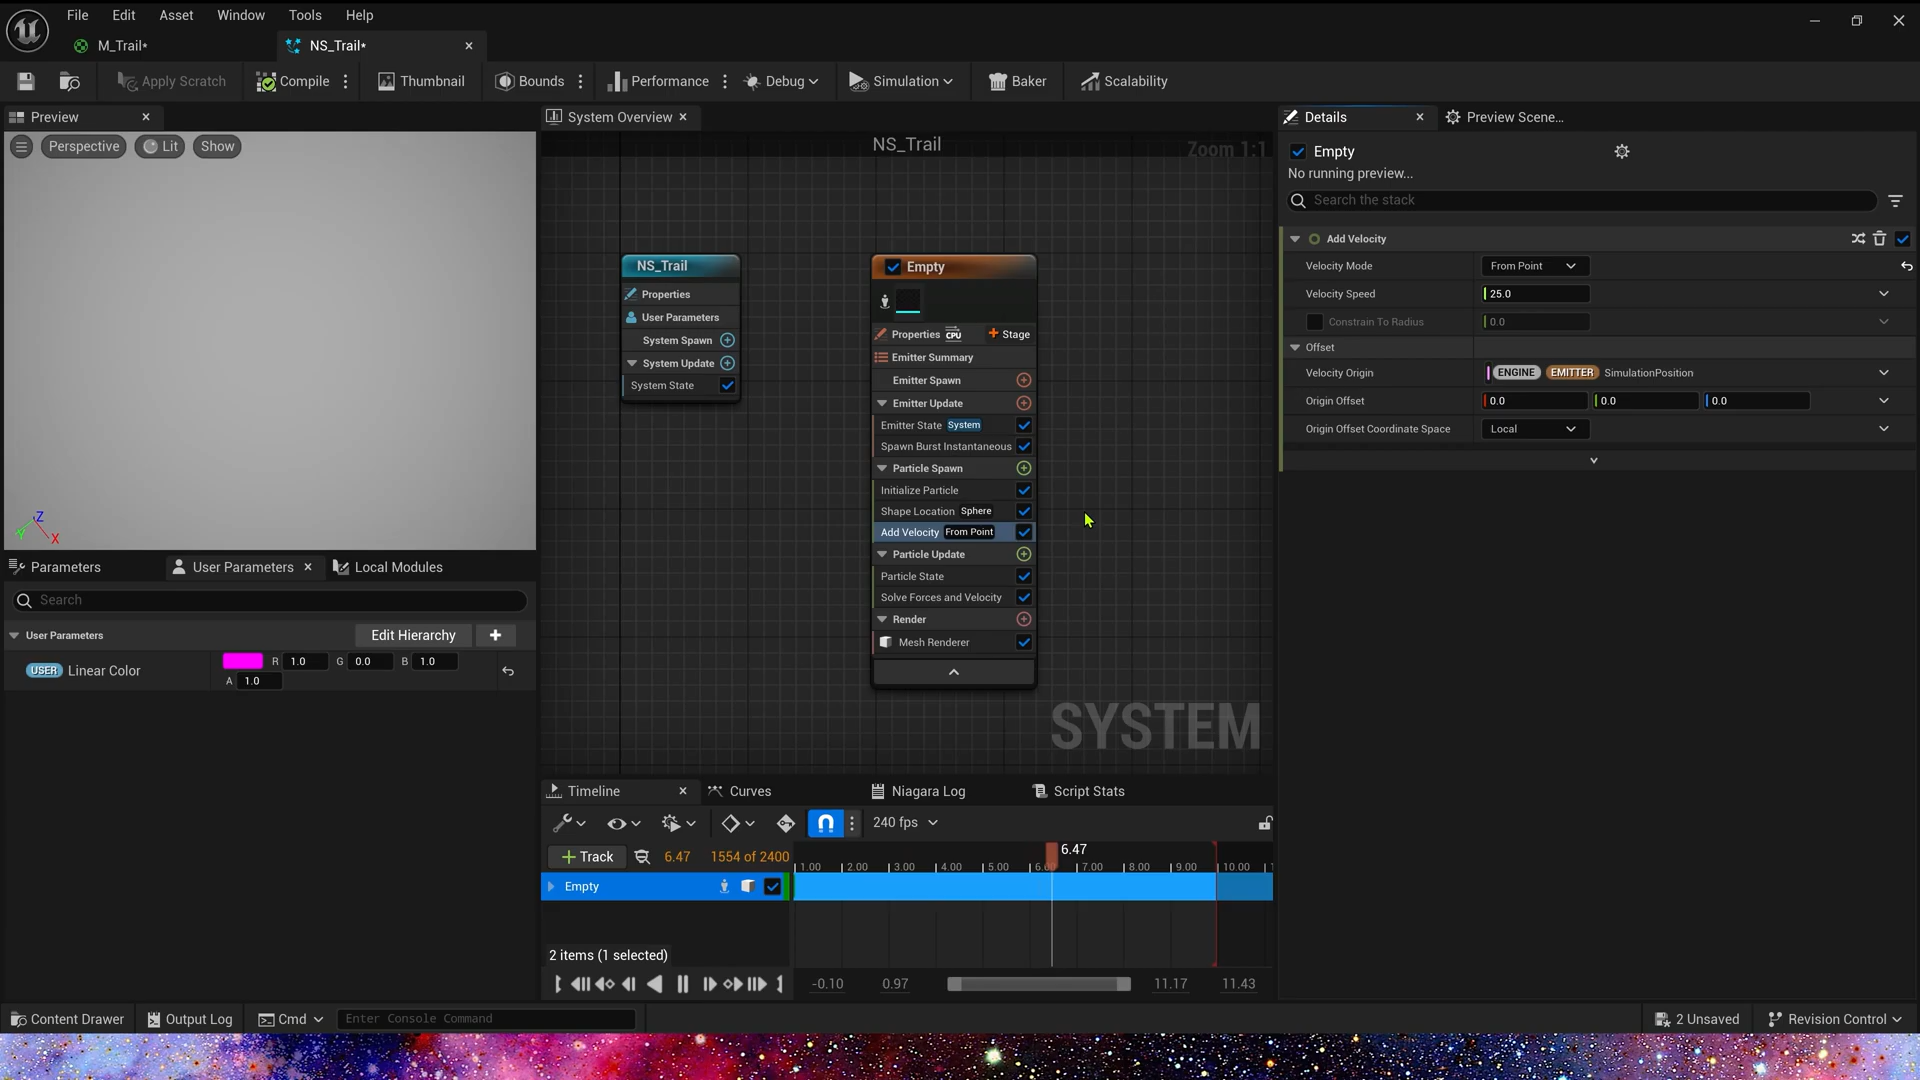 File Edit Asset Window Tools Help
M_Trail*
NS_Trail*
Apply Scratch
Compile
Thumbnail
Bounds
Performance
Debug
Simulation
Baker
Scalability
Preview
Perspective
Lit
Show
Z
Y
X
Parameters
User Parameters
Local Modules
Search
User Parameters
Edit Hierarchy
USER Linear Color
R 1.0 G 0.0 B 1.0
A 1.0
System Overview
NS_Trail
Zoom 1:1
NS_Trail
Properties
User Parameters
System Spawn
System Update
System State
Empty
Properties CPU Stage
Emitter Summary
Emitter Spawn
Emitter Update
Emitter State System
Spawn Burst Instantaneous
Particle Spawn
Initialize Particle
Shape Location Sphere
Add Velocity From Point
Particle Update
Particle State
Solve Forces and Velocity
Render
Mesh Renderer
SYSTEM
Timeline
Curves
Niagara Log
Script Stats
240 fps
Track
6.47
1554 of 2400
6.47
1.00 2.00 3.00 4.00 5.00 6.00 7.00 8.00 9.00 10.00
Empty
2 items (1 selected)
-0.10 0.97 11.17 11.43
Details
Preview Scene...
Empty
No running preview...
Search the stack
Add Velocity
Velocity Mode From Point
Velocity Speed 25.0
Constrain To Radius 0.0
Offset
Velocity Origin ENGINE EMITTER SimulationPosition
Origin Offset 0.0 0.0 0.0
Origin Offset Coordinate Space Local
Content Drawer
Output Log
Cmd
Enter Console Command
2 Unsaved
Revision Control